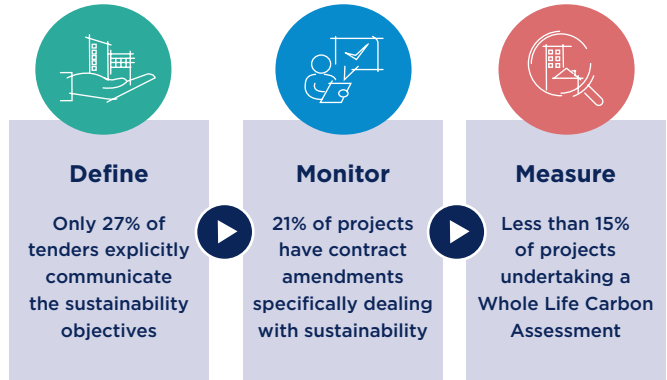 Define
Only 27% of
tenders explicitly
communicate
the sustainability
objectives
Monitor
21% of projects
have contract
amendments
specifically dealing
with sustainability
Measure
Less than 15%
of projects
undertaking a
Whole Life Carbon
Assessment